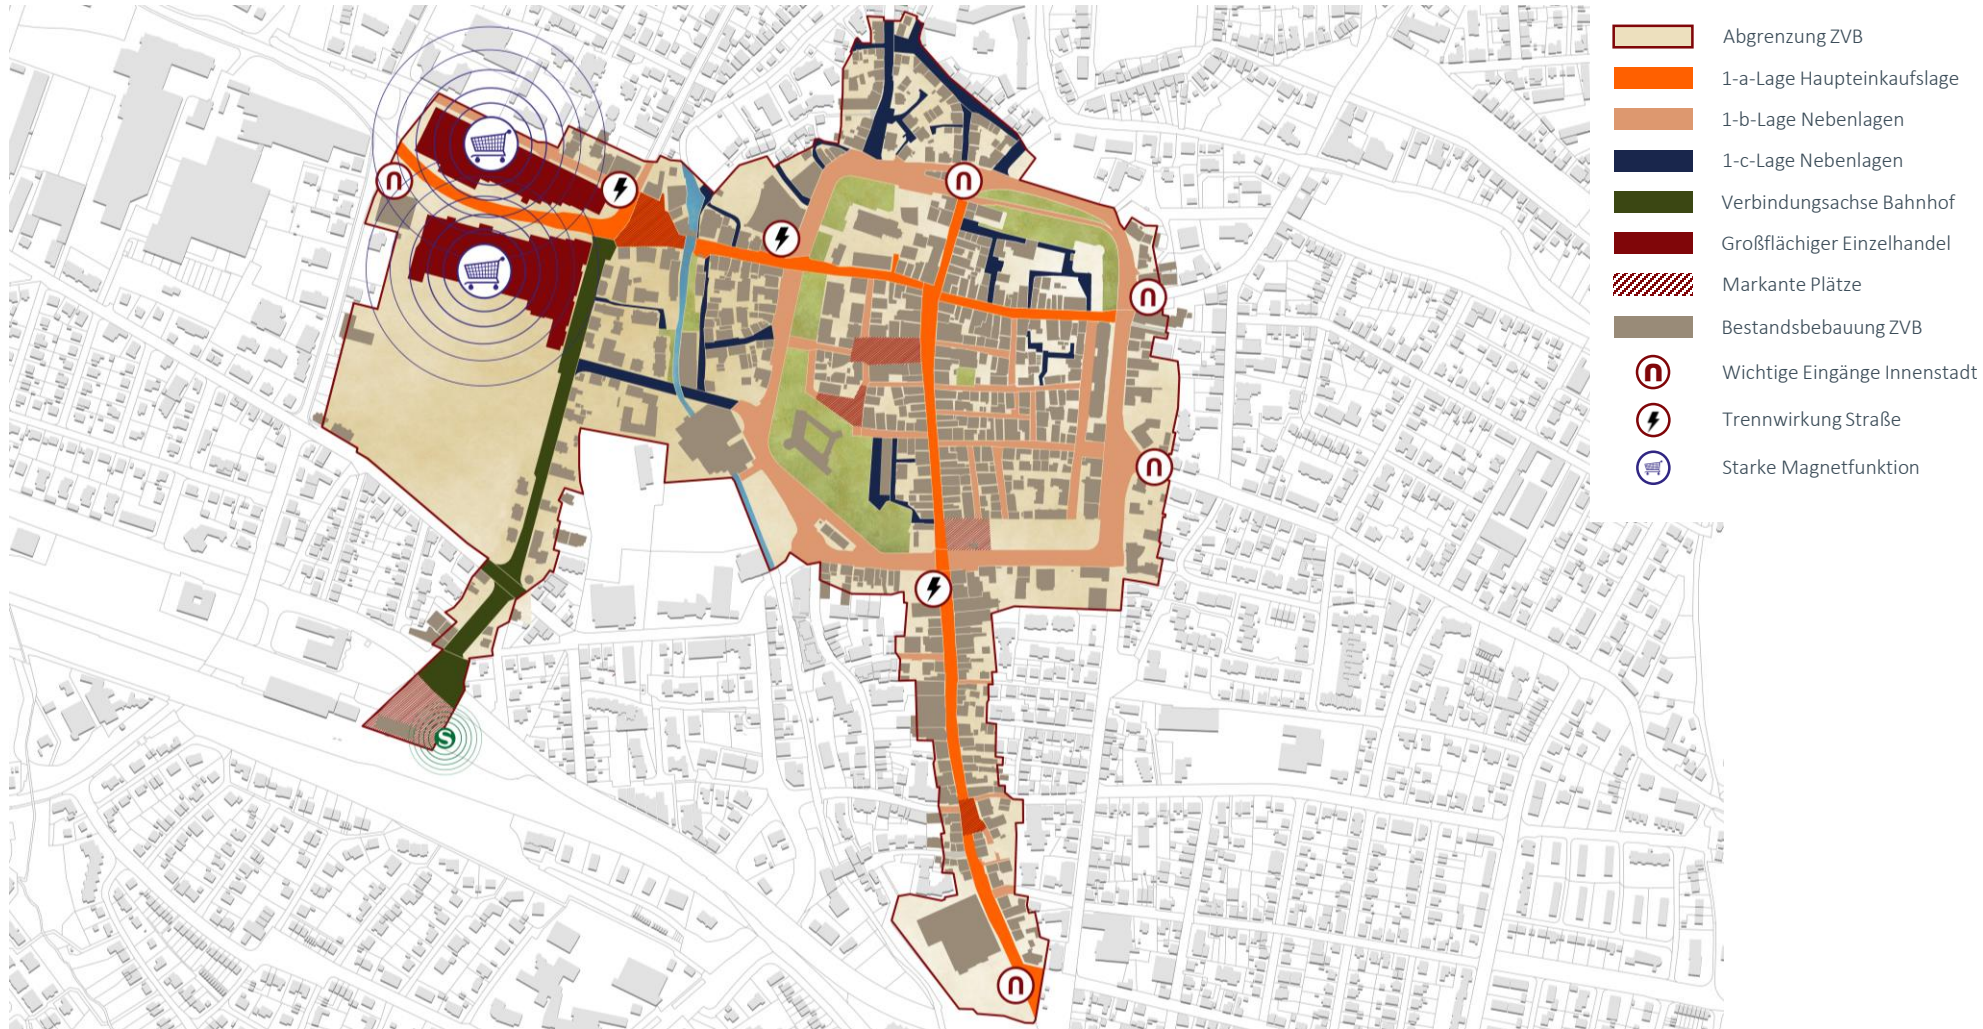 Abgrenzung ZVB
1-a-Lage Haupteinkaufslage
1-b-Lage Nebenlagen
1-c-Lage Nebenlagen
Verbindungsachse Bahnhof
Großflächiger Einzelhandel
Markante Plätze
Bestandsbebauung ZVB
Wichtige Eingänge Innenstadt
Trennwirkung Straße
Starke Magnetfunktion
S